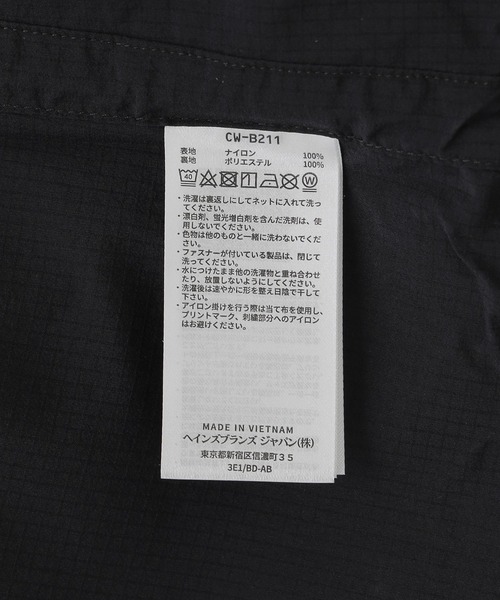 CW-B211
表地 ナイロン 100%
裏地 ポリエステル 100%
40
・洗濯は裏返しにしてネットに入れて洗っ
てください。
・漂白剤、蛍光増白剤を含んだ洗剤は、使
用しないでください。
・色物は他のものと一緒に洗わないでくだ
さい。
・ファスナーが付いている製品は、閉じて
洗ってください。
・水につけたまま他の洗濯物と重ね合わせ
たり、放置しないようにしてください。
・洗濯後は速やかに形を整え日陰で干して
下さい。
・アイロン掛けを行う際は当て布を使用し、
プリントマーク、刺繍部分へのアイロン
はお避けください。
MADE IN VIETNAM
ヘインズブランズ ジャパン(株)
東京都新宿区信濃町35
3E1/BD-AB